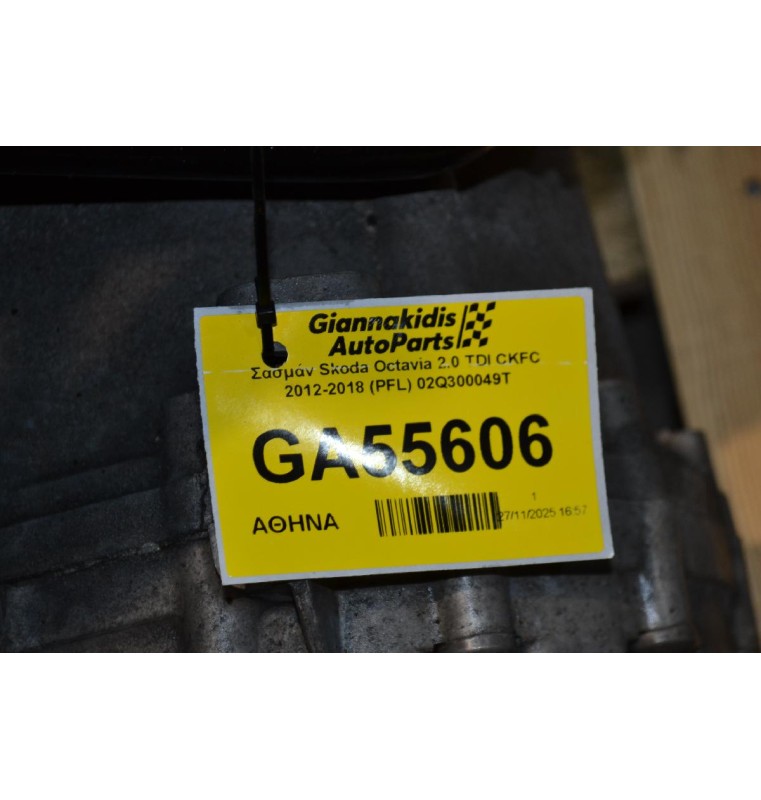 Giannakidis
AutoParts
Σασμάν Skoda Octavia 2.0 TDI CKFC
2012-2018 (PFL) 02Q300049T
GA55606
1
ΑΘΗΝΑ
27/11/2025 16:57